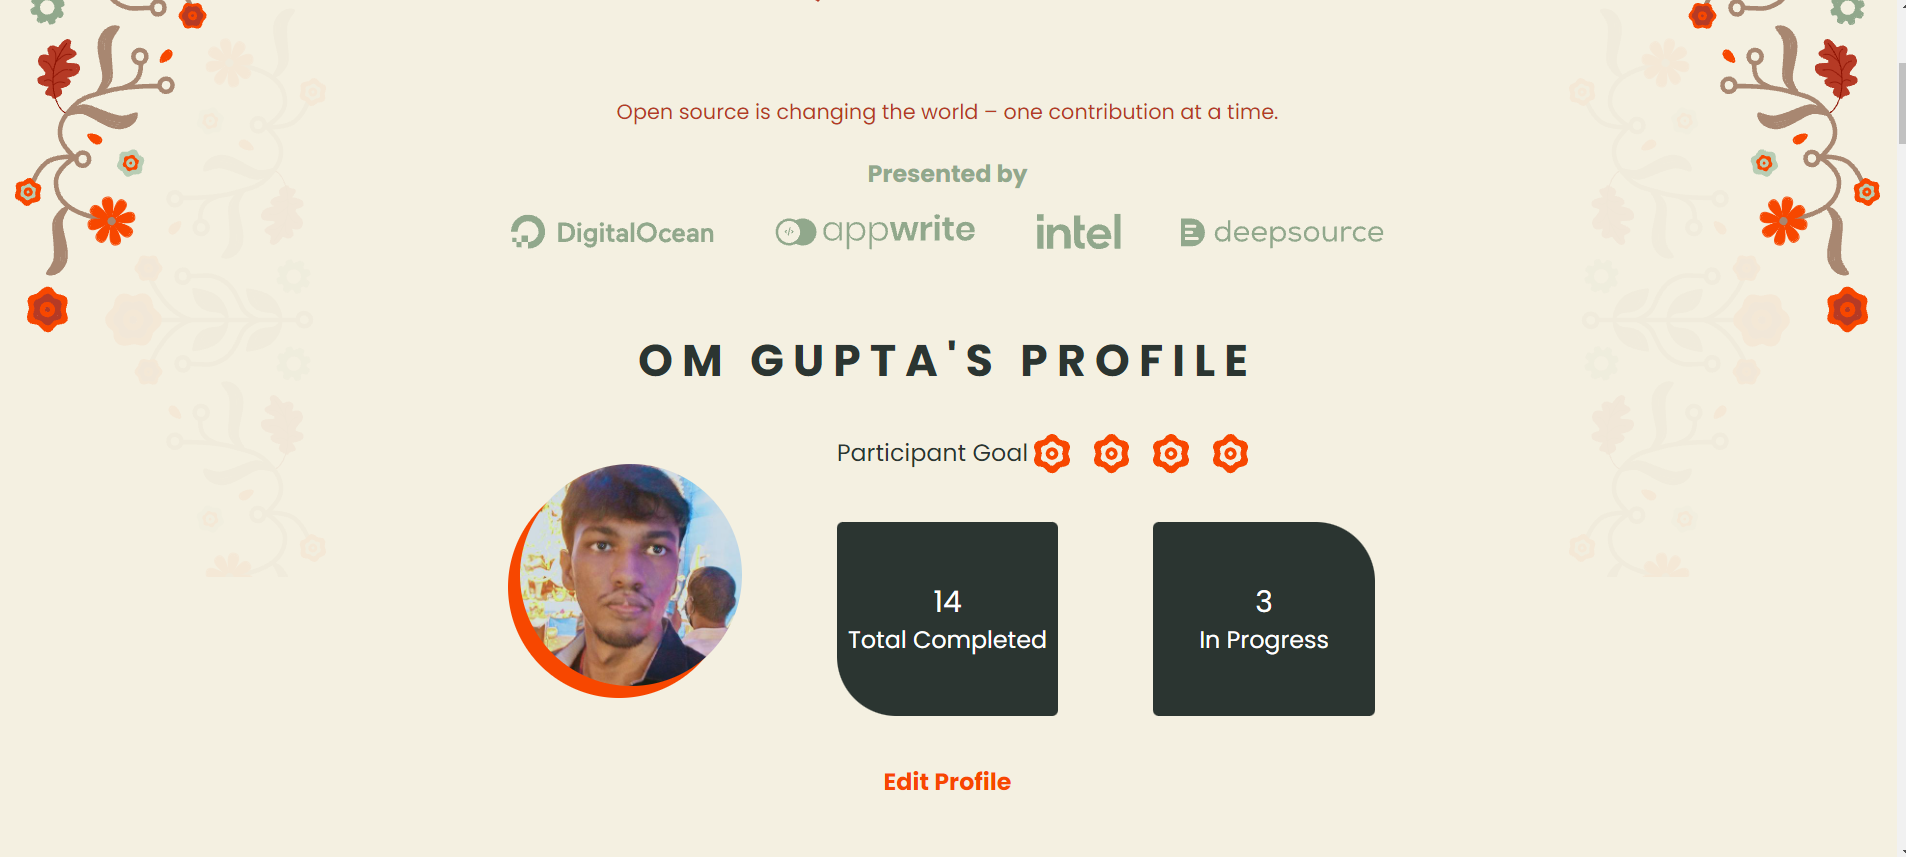 Open source is changing the world – one contribution at a time.
Presented by
DigitalOcean
appwrite
intel
deepsource
OM GUPTA'S PROFILE
Participant Goal
14
Total Completed
3
In Progress
Edit Profile